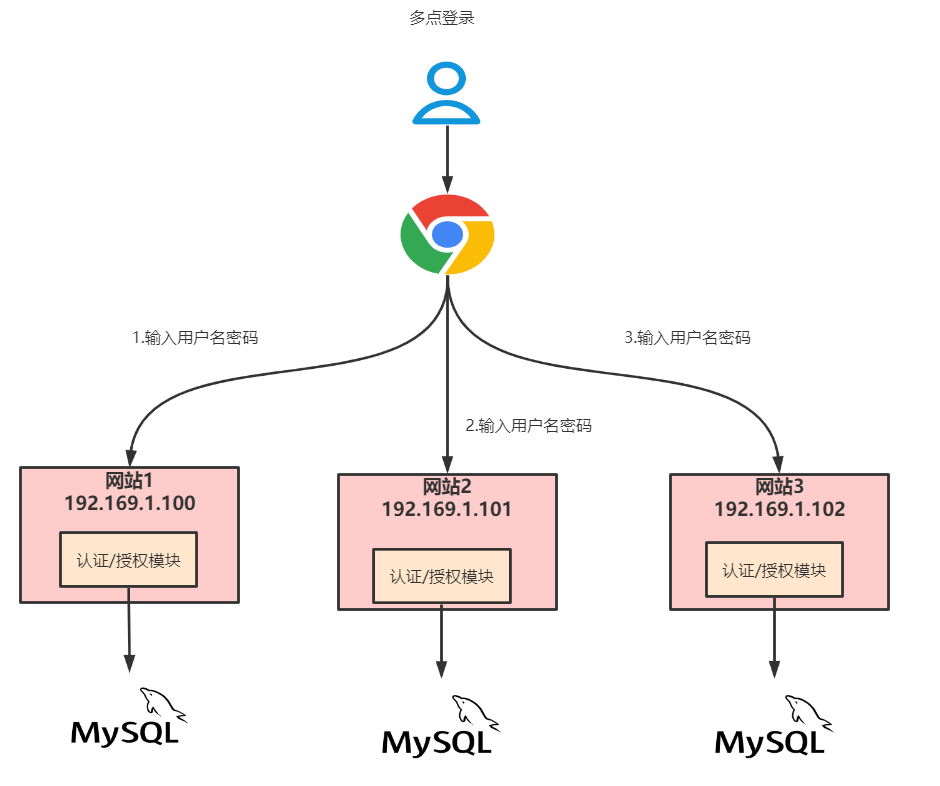 多点登录
1.输入用户名密码
3.输入用户名密码
2.输入用户名密码
网站1
192.169.1.100
认证/授权模块
网站2
192.169.1.101
认证/授权模块
网站3
192.169.1.102
认证/授权模块
MySQL
MySQL
MySQL